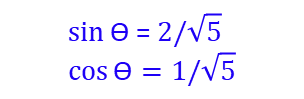 sin Ɵ = 2/√5
cos Ɵ = 1/√5